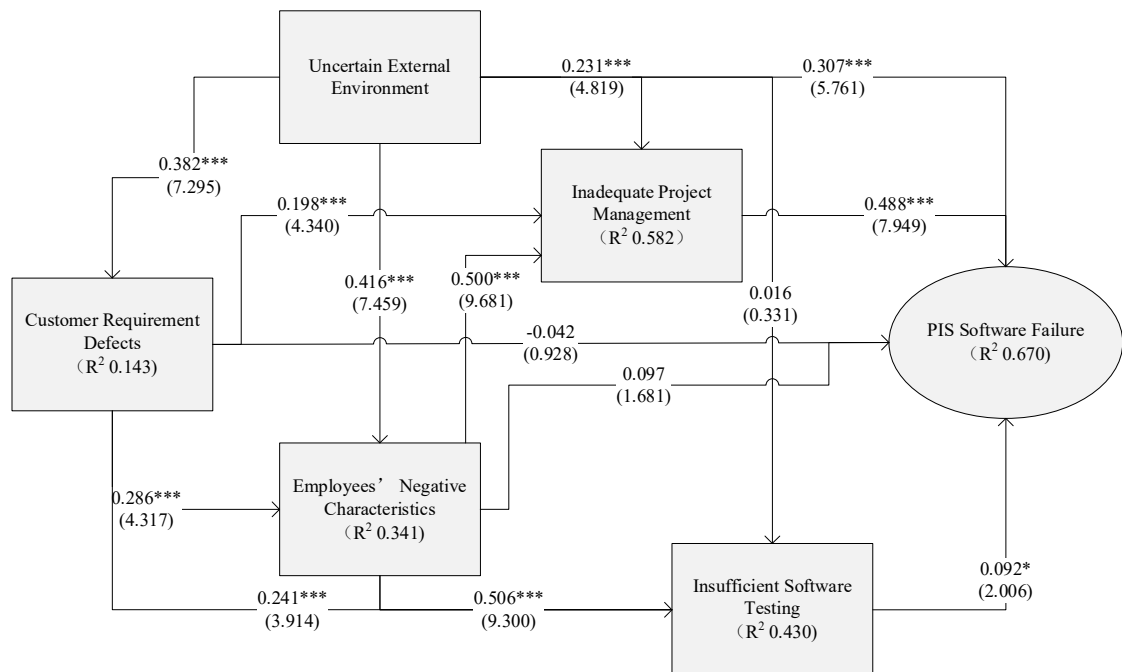 Uncertain External
Environment
0.231***
(4.819)
0.307***
(5.761)
0.382***
(7.295)
0.198***
(4.340)
Inadequate Project
Management
（R² 0.582）
0.488***
(7.949)
0.416***
(7.459)
0.500***
(9.681)
0.016
(0.331)
Customer Requirement
Defects
（R² 0.143)
-0.042
(0.928)
PIS Software Failure
（R² 0.670)
0.097
(1.681)
0.286***
(4.317)
Employees’ Negative
Characteristics
（R² 0.341)
0.241***
(3.914)
0.506***
(9.300)
Insufficient Software
Testing
（R² 0.430)
0.092*
(2.006)